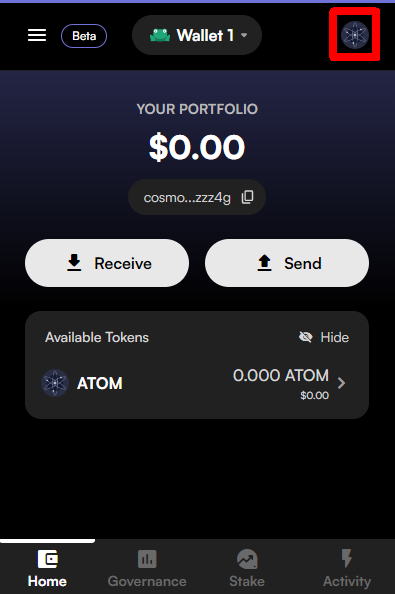 Beta
Wallet 1
YOUR PORTFOLIO
$0.00
cosmo...zzz4g
Receive
Send
Available Tokens
Hide
ATOM
0.000 ATOM
$0.00
Home
Governance
Stake
Activity